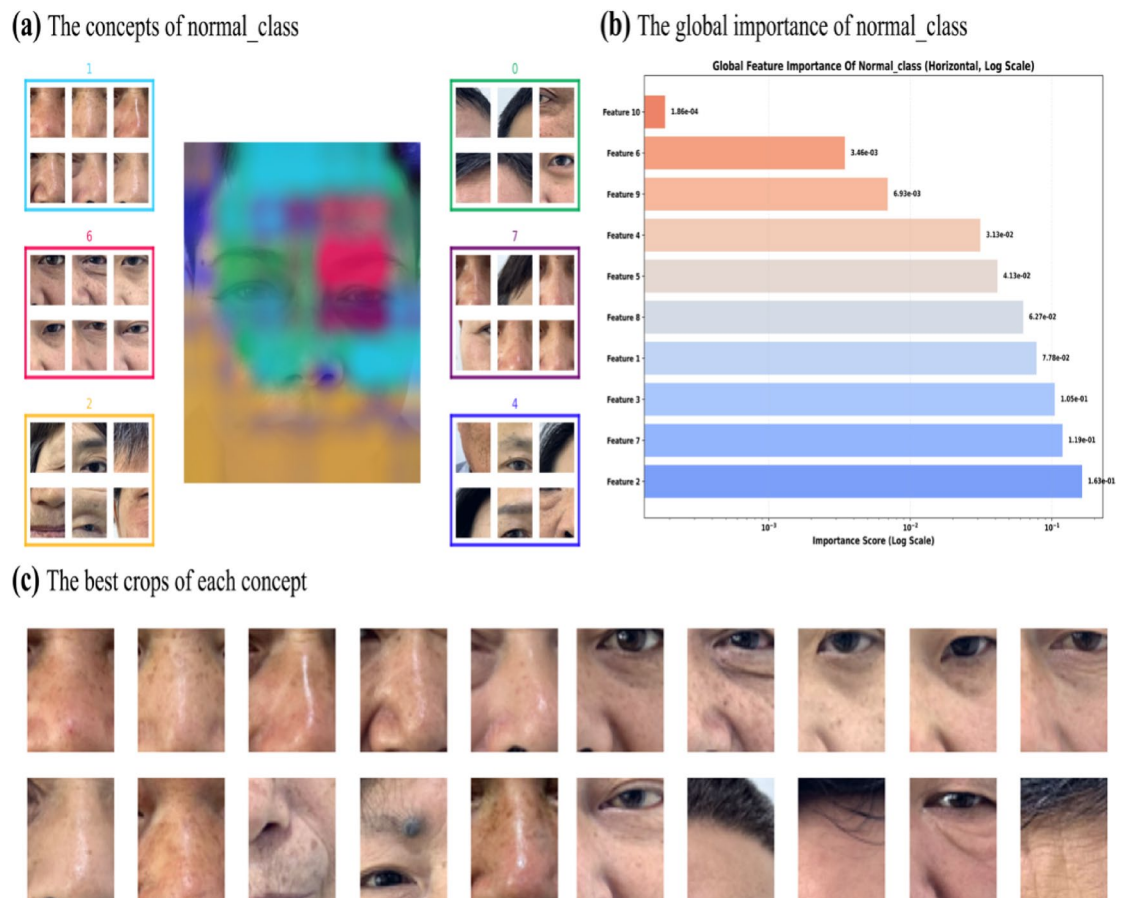 (a) The concepts of normal_class
(b) The global importance of normal_class
1
6
2
0
7
4
Global Feature Importance Of Normal_class (Horizontal, Log Scale)
Feature 10 1.86e-04
Feature 6 3.46e-03
Feature 9 6.93e-03
Feature 4 3.13e-02
Feature 5 4.13e-02
Feature 8 6.27e-02
Feature 1 7.78e-02
Feature 3 1.05e-01
Feature 7 1.19e-01
Feature 2 1.63e-01
10⁻³ 10⁻² 10⁻¹
Importance Score (Log Scale)
(c) The best crops of each concept